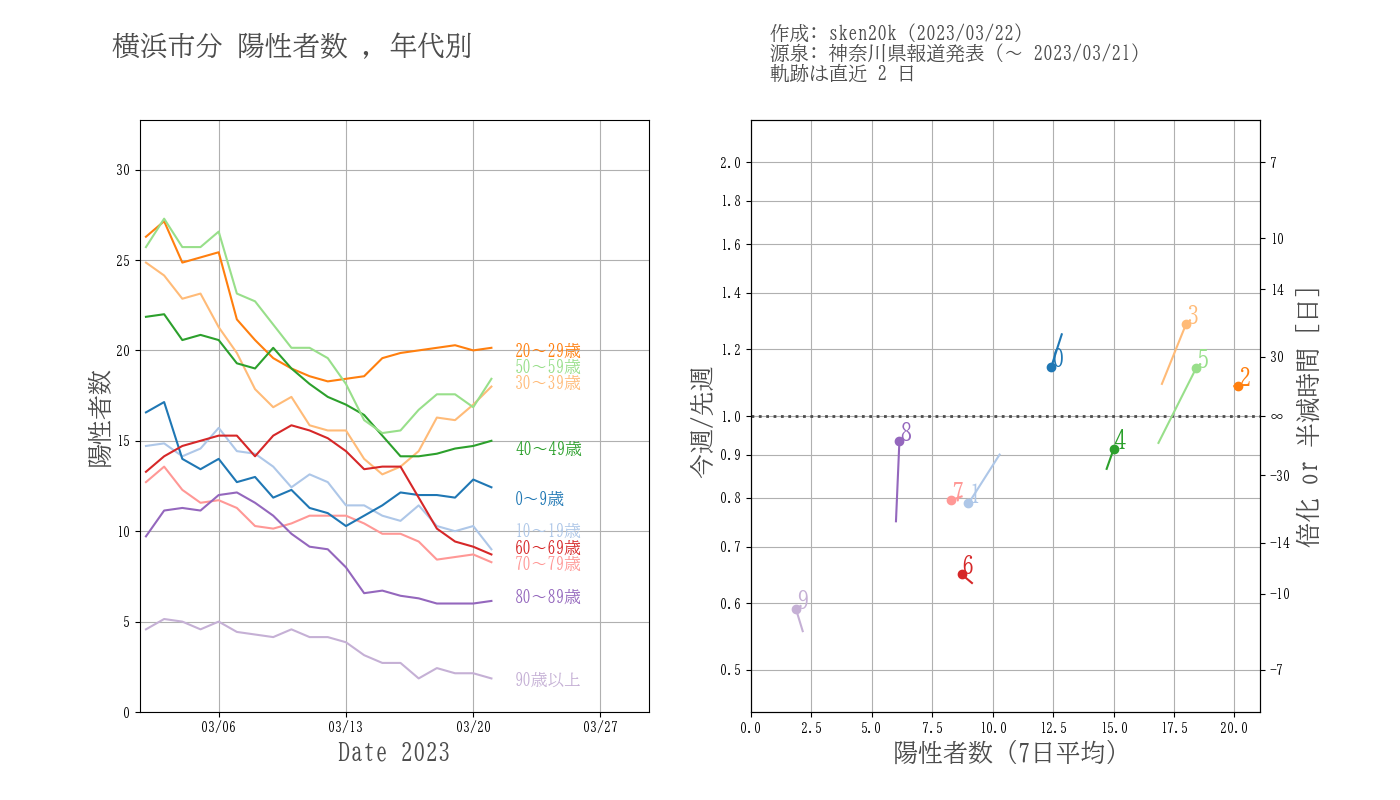 横浜市分 陽性者数 , 年代別
作成: sken20k (2023/03/22)
源泉: 神奈川県報道発表 (〜 2023/03/21)
軌跡は直近 2 日
陽性者数
30
25
20
15
10
5
0
20〜29歳
50〜59歳
30〜39歳
40〜49歳
0〜9歳
10〜19歳
60〜69歳
70〜79歳
80〜89歳
90歳以上
03/06
03/13
03/20
03/27
Date 2023
今週/先週
2.0
1.8
1.6
1.4
1.2
1.0
0.9
0.8
0.7
0.6
0.5
3
0
5
2
4
8
7
1
6
9
7
10
14
30
∞
−30
−14
−10
−7
倍化 or 半減時間 [日]
0.0
2.5
5.0
7.5
10.0
12.5
15.0
17.5
20.0
陽性者数 (7日平均)